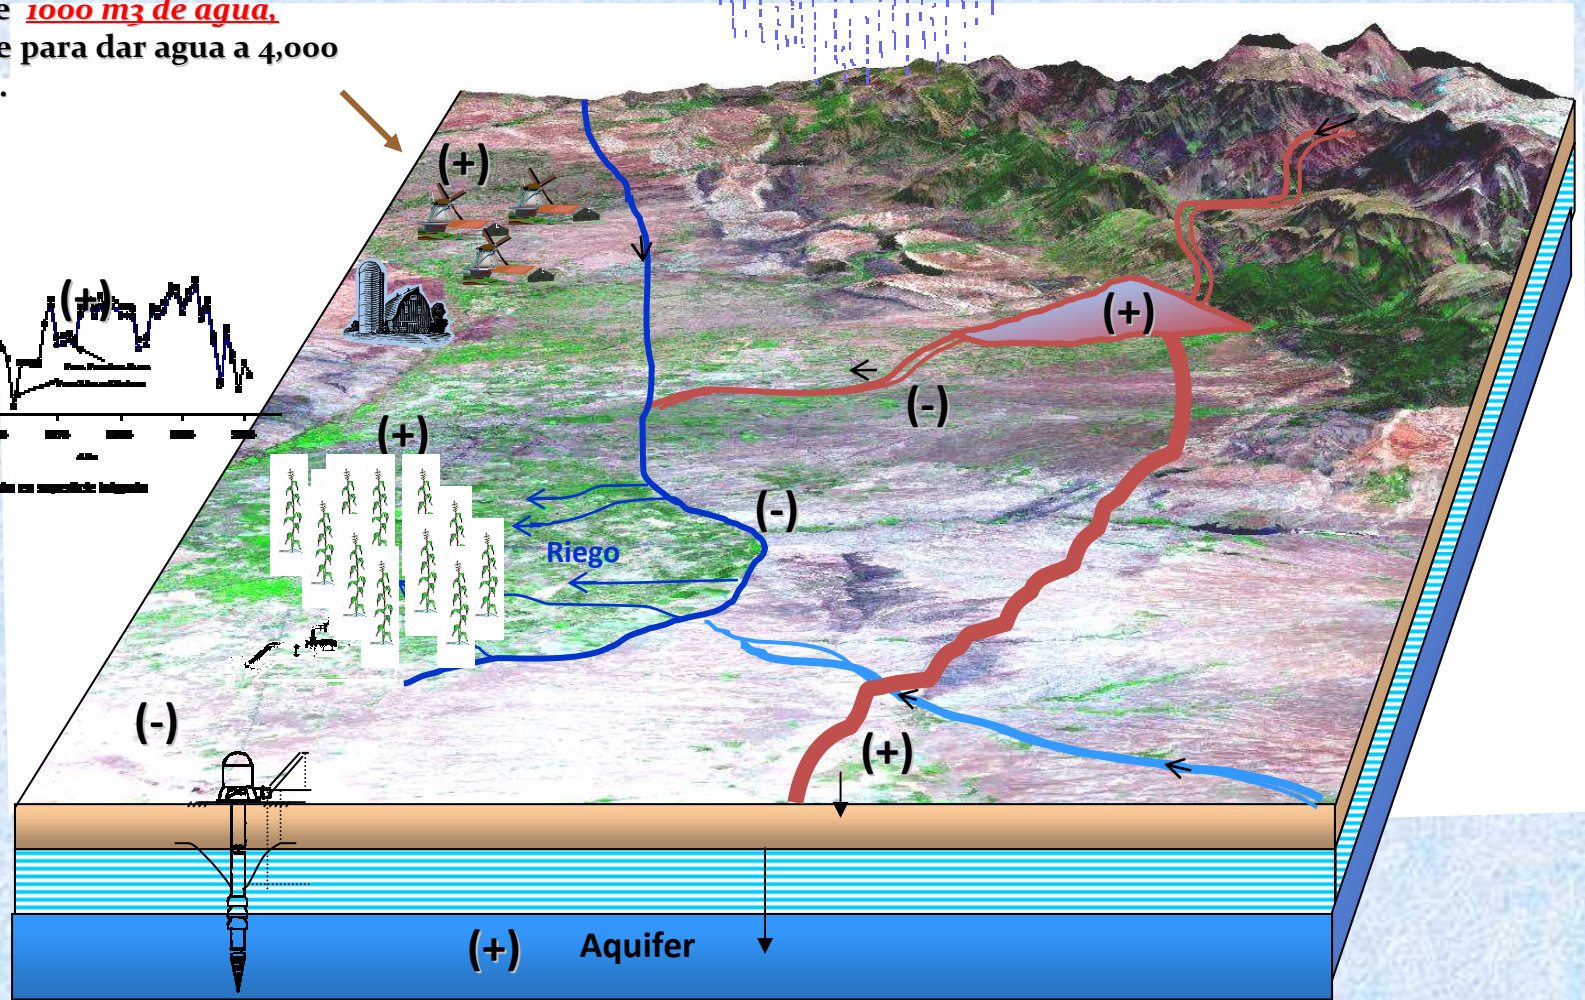 e 1000 m3 de agua,
e para dar agua a 4,000
.
(+)
(+)
(+)
(-)
(+)
(-)
Riego
(-)
(+)
(+) Aquifer